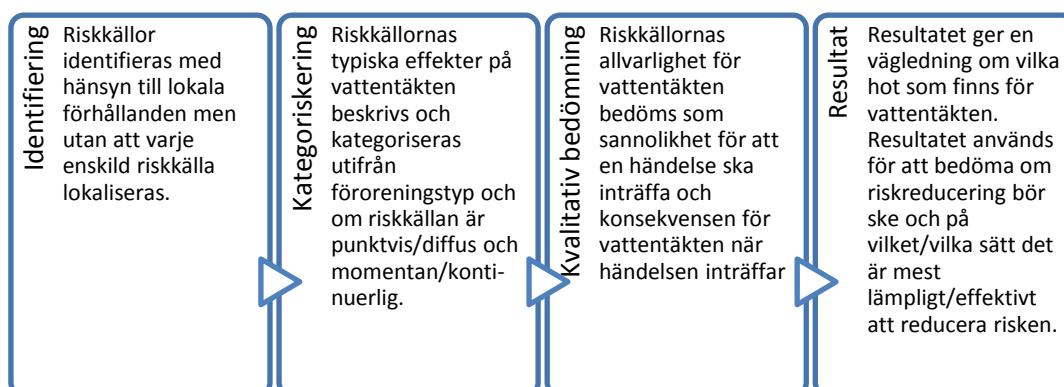 Identifiering
Riskkällor
identifieras med
hänsyn till lokala
förhållanden men
utan att varje
enskild riskkälla
lokaliseras.
Kategoriskering
Riskkällornas
typiska effekter på
vattentäkten
beskrivs och
kategoriseras
utifrån
föroreningstyp och
om riskkällan är
punktvis/diffus och
momentan/konti-
nuerlig.
Kvalitativ bedömning
Riskkällornas
allvarlighet för
vattentäkten
bedöms som
sannolikhet för att
en händelse ska
inträffa och
konsekvensen för
vattentäkten när
händelsen inträffar
Resultat
Resultatet ger en
vägledning om vilka
hot som finns för
vattentäkten.
Resultatet används
för att bedöma om
riskreducering bör
ske och på
vilket/vilka sätt det
är mest
lämpligt/effektivt
att reducera risken.